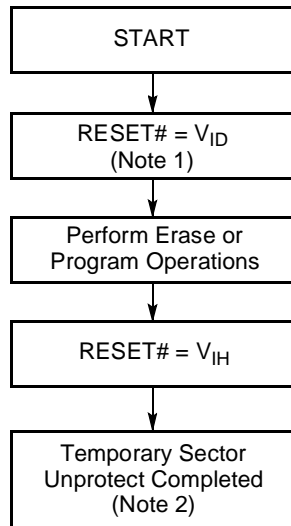 START
RESET# = VID
(Note 1)
Perform Erase or
Program Operations
RESET# = VIH
Temporary Sector
Unprotect Completed
(Note 2)